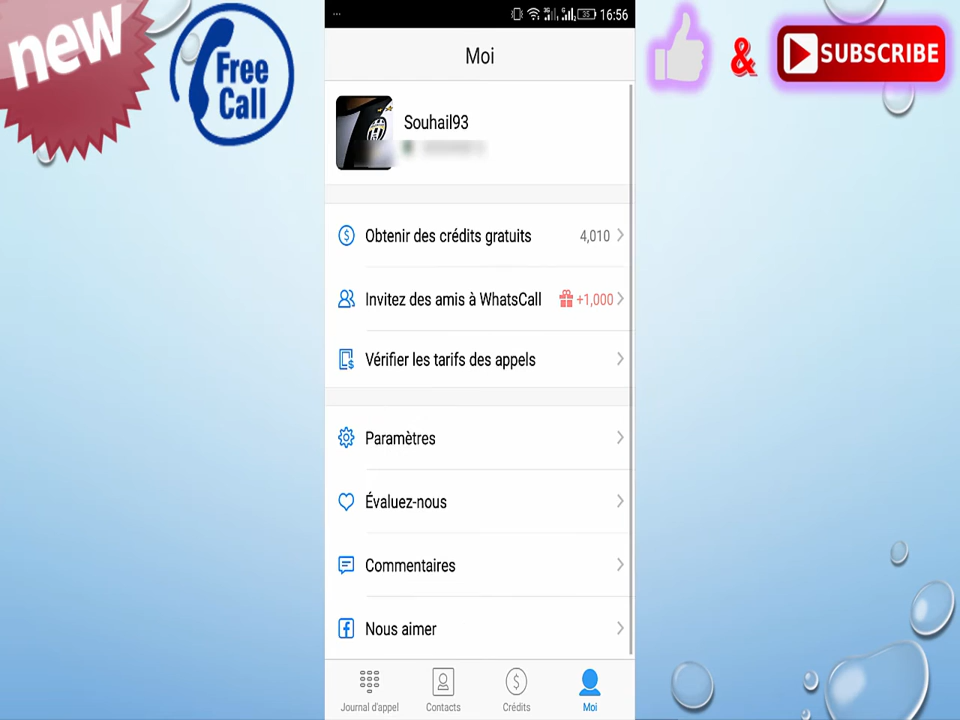 new
Free
Call
16:56
Moi
&
SUBSCRIBE
Souhail93
Obtenir des crédits gratuits 4,010
Invitez des amis à WhatsCall +1,000
Vérifier les tarifs des appels
Paramètres
Évaluez-nous
Commentaires
Nous aimer
Journal d'appel Contacts Crédits Moi